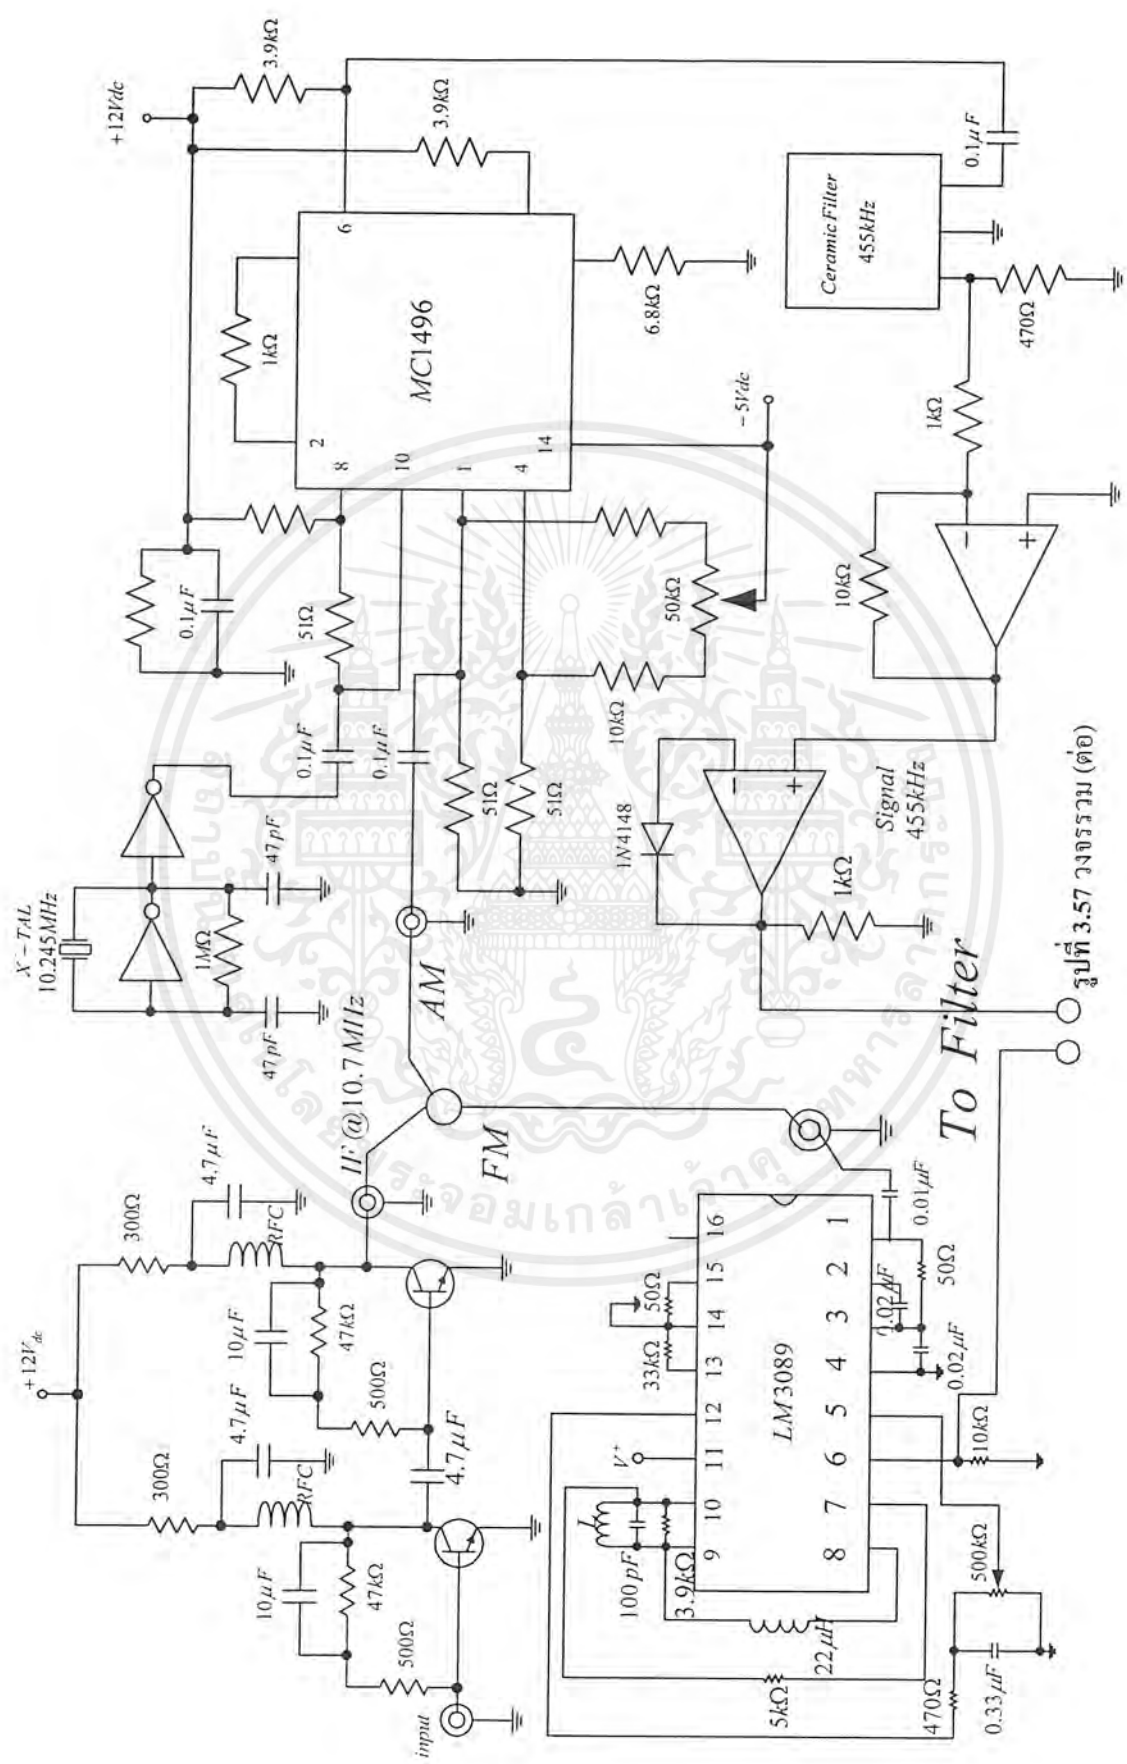 +12Vdc
300Ω
4.7μF
RFC
10μF
47kΩ
500Ω
input
4.7μF
300Ω
4.7μF
RFC
10μF
47kΩ
500Ω
IF@10.7MHz
AM
FM
X-TAL
10.245MHz
1MΩ
47pF
47pF
0.1μF
0.1μF
51Ω
51Ω
51Ω
0.1μF
+12Vdc
3.9kΩ
3.9kΩ
1kΩ
MC1496
2
8
10
1
4
14
6
6.8kΩ
-5Vdc
50kΩ
10kΩ
Ceramic Filter
455kHz
0.1μF
470Ω
1kΩ
10kΩ
-
+
1N4148
-
+
Signal
455kHz
1kΩ
To Filter
LM3089
16
15
14
13
12
11
10
9
1
2
3
4
5
6
7
8
50Ω
33kΩ
V+
L
100pF
3.9kΩ
22μH
5kΩ
470Ω
0.33μF
500kΩ
10kΩ
0.02μF
0.02μF
50Ω
0.01μF
รูปที่ 3.57 วงจรรวม (ต่อ)